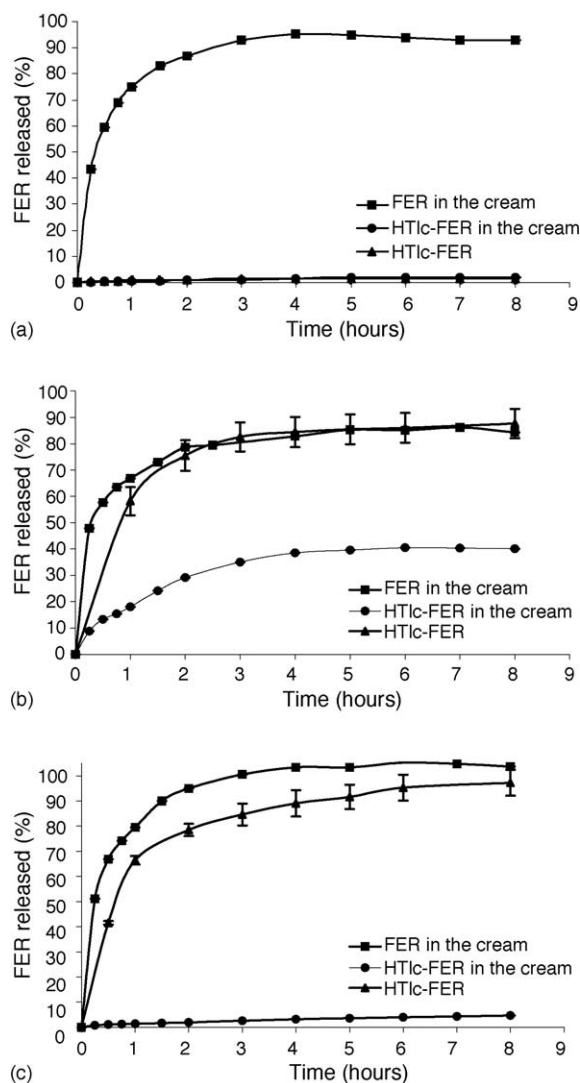 100
90
80
70
60
50
40
30
20
10
0
FER released (%)
FER in the cream
HTlc-FER in the cream
HTlc-FER
0 1 2 3 4 5 6 7 8 9
Time (hours)
(a)
100
90
80
70
60
50
40
30
20
10
0
FER released (%)
FER in the cream
HTlc-FER in the cream
HTlc-FER
0 1 2 3 4 5 6 7 8 9
Time (hours)
(b)
100
90
80
70
60
50
40
30
20
10
0
FER released (%)
FER in the cream
HTlc-FER in the cream
HTlc-FER
0 1 2 3 4 5 6 7 8 9
Time (hours)
(c)